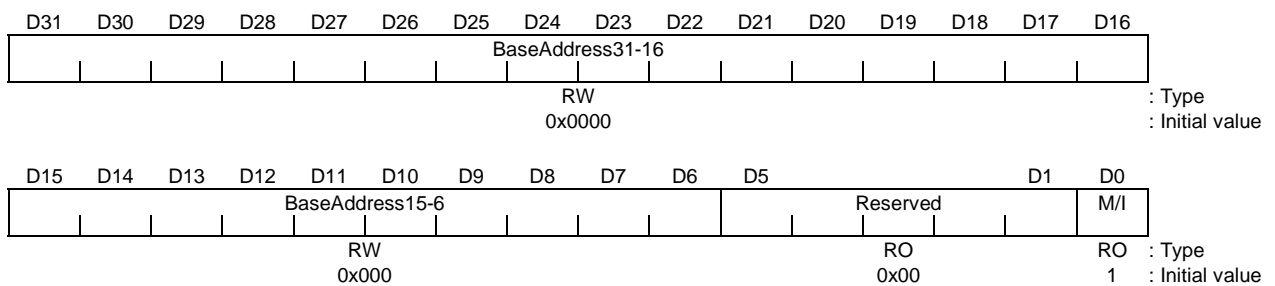 D31 D30 D29 D28 D27 D26 D25 D24 D23 D22 D21 D20 D19 D18 D17 D16
BaseAddress31-16
RW : Type
0x0000 : Initial value
D15 D14 D13 D12 D11 D10 D9 D8 D7 D6 D5 D1 D0
BaseAddress15-6 Reserved M/I
RW RO RO : Type
0x000 0x00 1 : Initial value